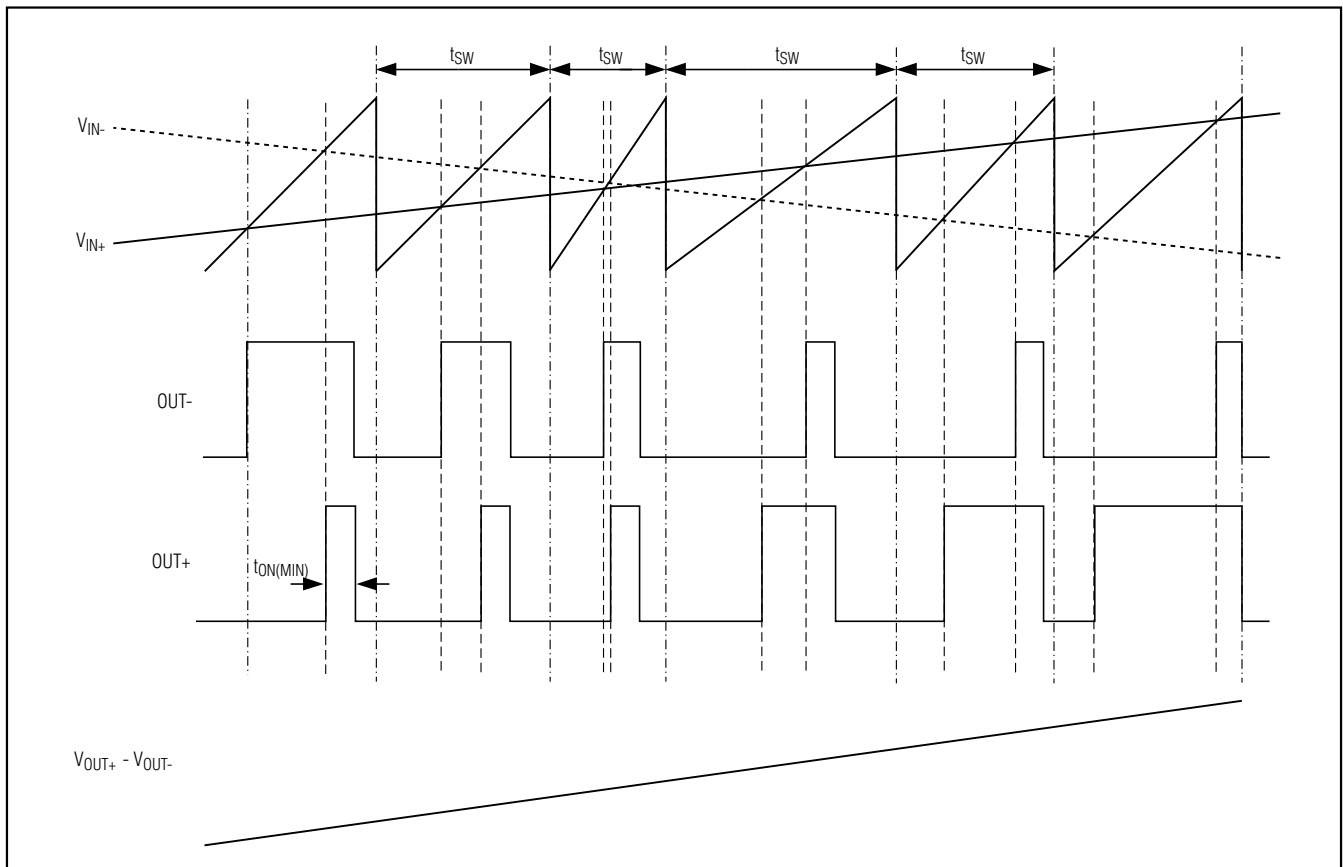 tSW tSW tSW tSW
VIN-
VIN+
OUT-
OUT+
tON(MIN)
VOUT+ - VOUT-